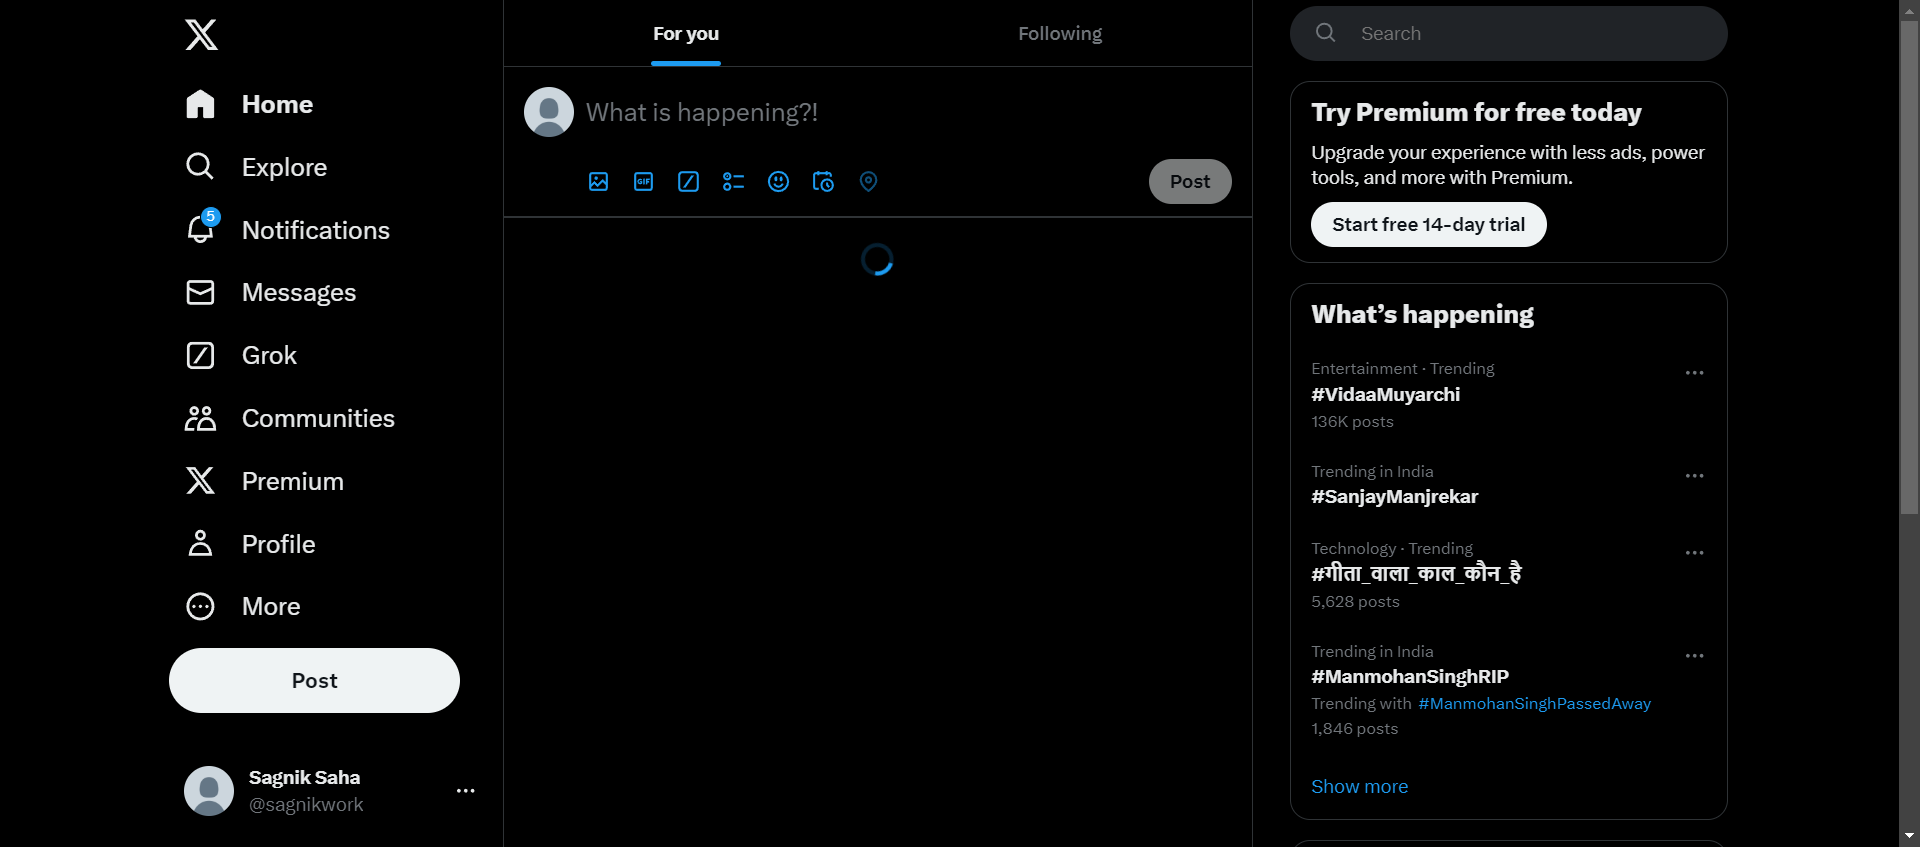 Home
Explore
5
Notifications
Messages
Grok
Communities
Premium
Profile
More
Post
Sagnik Saha
@sagnikwork
For you
Following
What is happening?!
GIF
Post
Search
Try Premium for free today
Upgrade your experience with less ads, power
tools, and more with Premium.
Start free 14-day trial
What’s happening
Entertainment · Trending
#VidaaMuyarchi
136K posts
Trending in India
#SanjayManjrekar
Technology · Trending
#गीता_वाला_काल_कौन_है
5,628 posts
Trending in India
#ManmohanSinghRIP
Trending with #ManmohanSinghPassedAway
1,846 posts
Show more